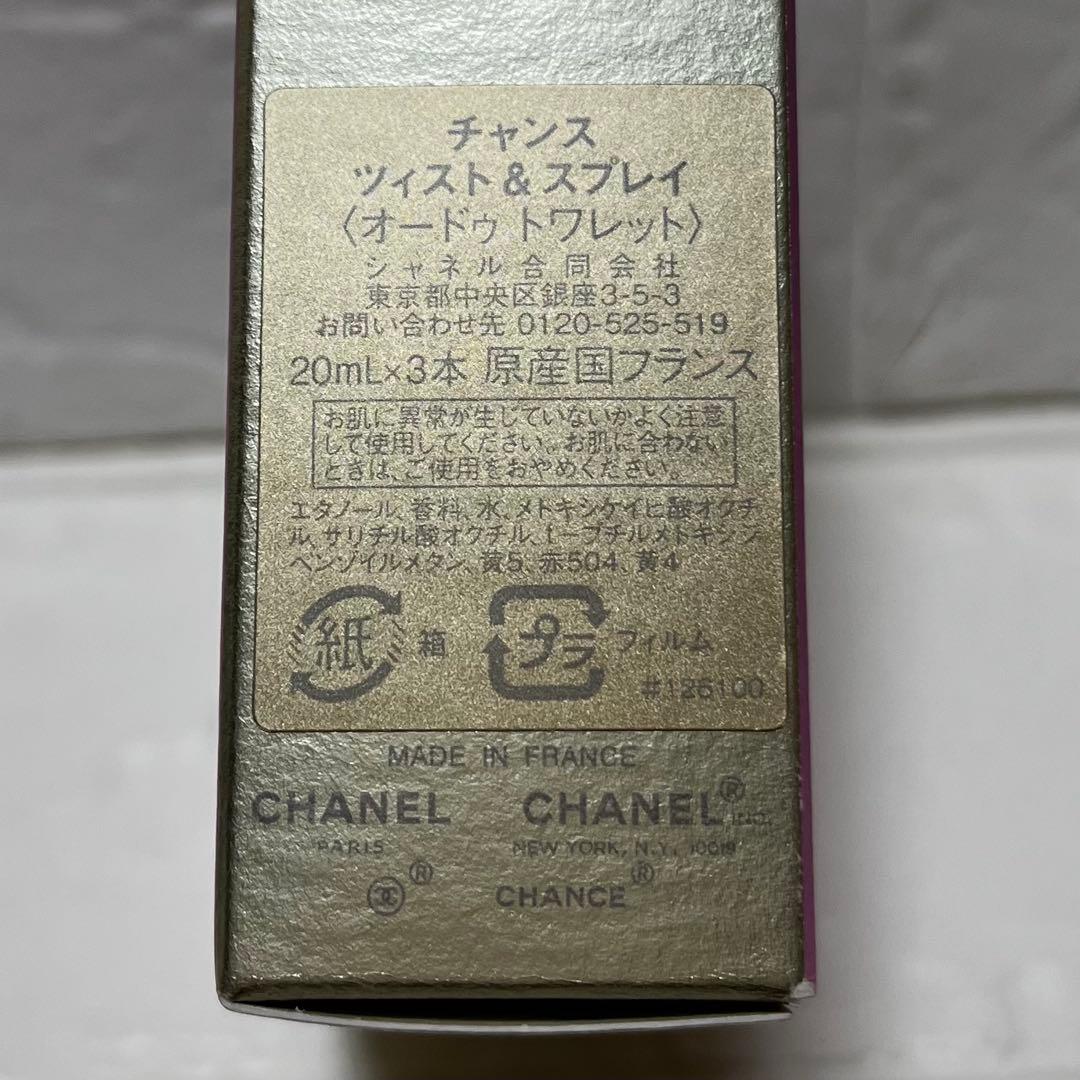 チャンス
ツィスト&スプレイ
〈オードゥ トワレット〉
シャネル合同会社
東京都中央区銀座3-5-3
お問い合わせ先 0120-525-519
20mL×3本 原産国フランス
お肌に異常が生じていないかよく注意
して使用してください。お肌に合わない
ときは、ご使用をおやめください。
エタノール、香料、水、メトキシケイヒ酸オクチ
ル、サリチル酸オクチル、t-ブチルメトキシジ
ベンゾイルメタン、黄5、赤504、黄4
紙 箱 プラ フィルム
#126100
MADE IN FRANCE
CHANEL CHANEL® INC.
PARIS NEW YORK, N.Y. 10019
® CHANCE®